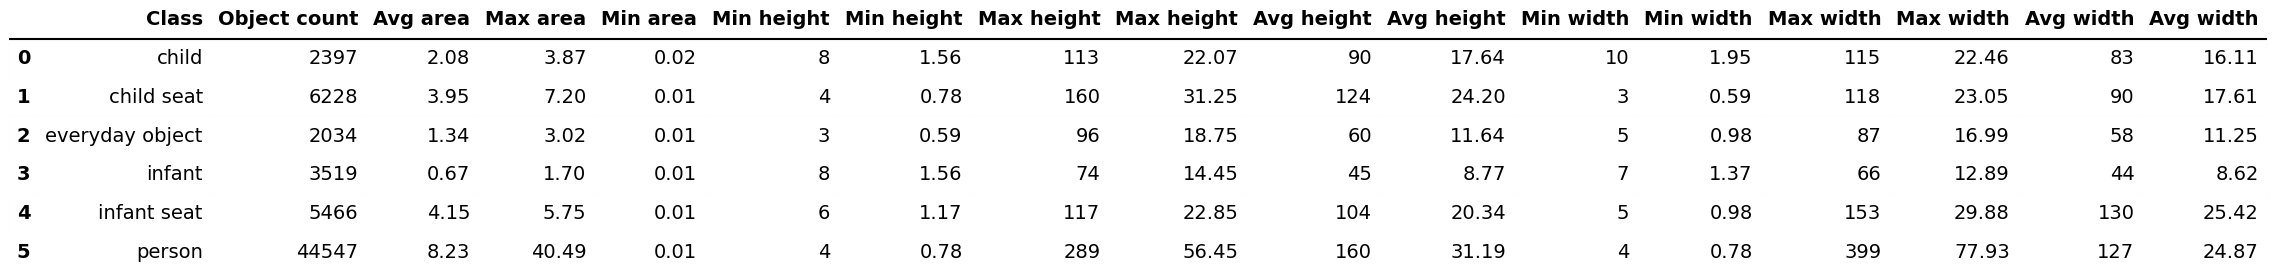 Class Object count Avg area Max area Min area Min height Min height Max height Max height Avg height Avg height Min width Min width Max width Max width Avg width Avg width
0 child 2397 2.08 3.87 0.02 8 1.56 113 22.07 90 17.64 10 1.95 115 22.46 83 16.11
1 child seat 6228 3.95 7.20 0.01 4 0.78 160 31.25 124 24.20 3 0.59 118 23.05 90 17.61
2 everyday object 2034 1.34 3.02 0.01 3 0.59 96 18.75 60 11.64 5 0.98 87 16.99 58 11.25
3 infant 3519 0.67 1.70 0.01 8 1.56 74 14.45 45 8.77 7 1.37 66 12.89 44 8.62
4 infant seat 5466 4.15 5.75 0.01 6 1.17 117 22.85 104 20.34 5 0.98 153 29.88 130 25.42
5 person 44547 8.23 40.49 0.01 4 0.78 289 56.45 160 31.19 4 0.78 399 77.93 127 24.87